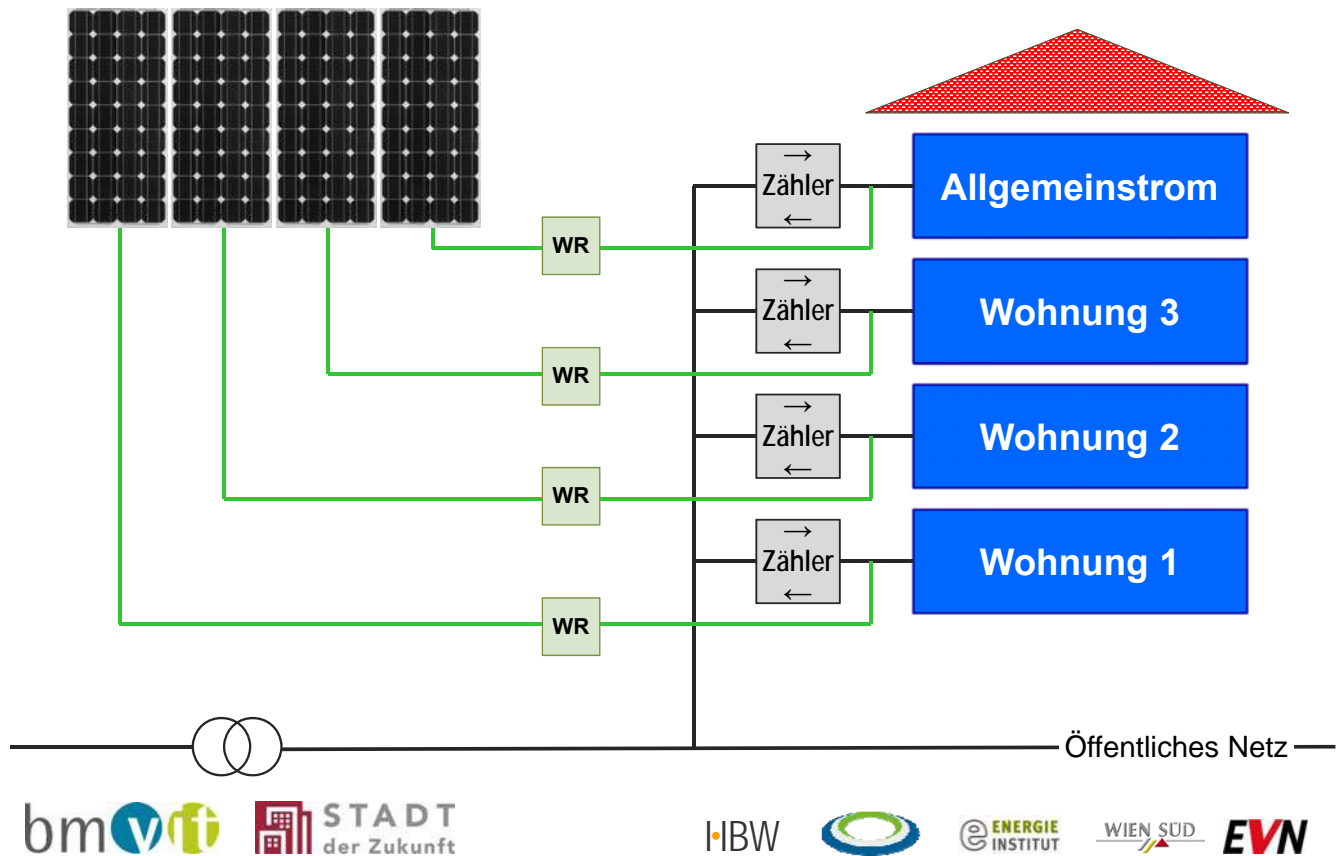 →
Zähler
←
Allgemeinstrom
WR
→
Zähler
←
Wohnung 3
WR
→
Zähler
←
Wohnung 2
WR
→
Zähler
←
Wohnung 1
WR
Öffentliches Netz
bmvit
STADT
der Zukunft
HBW
e ENERGIE
INSTITUT
WIEN SÜD
EVN